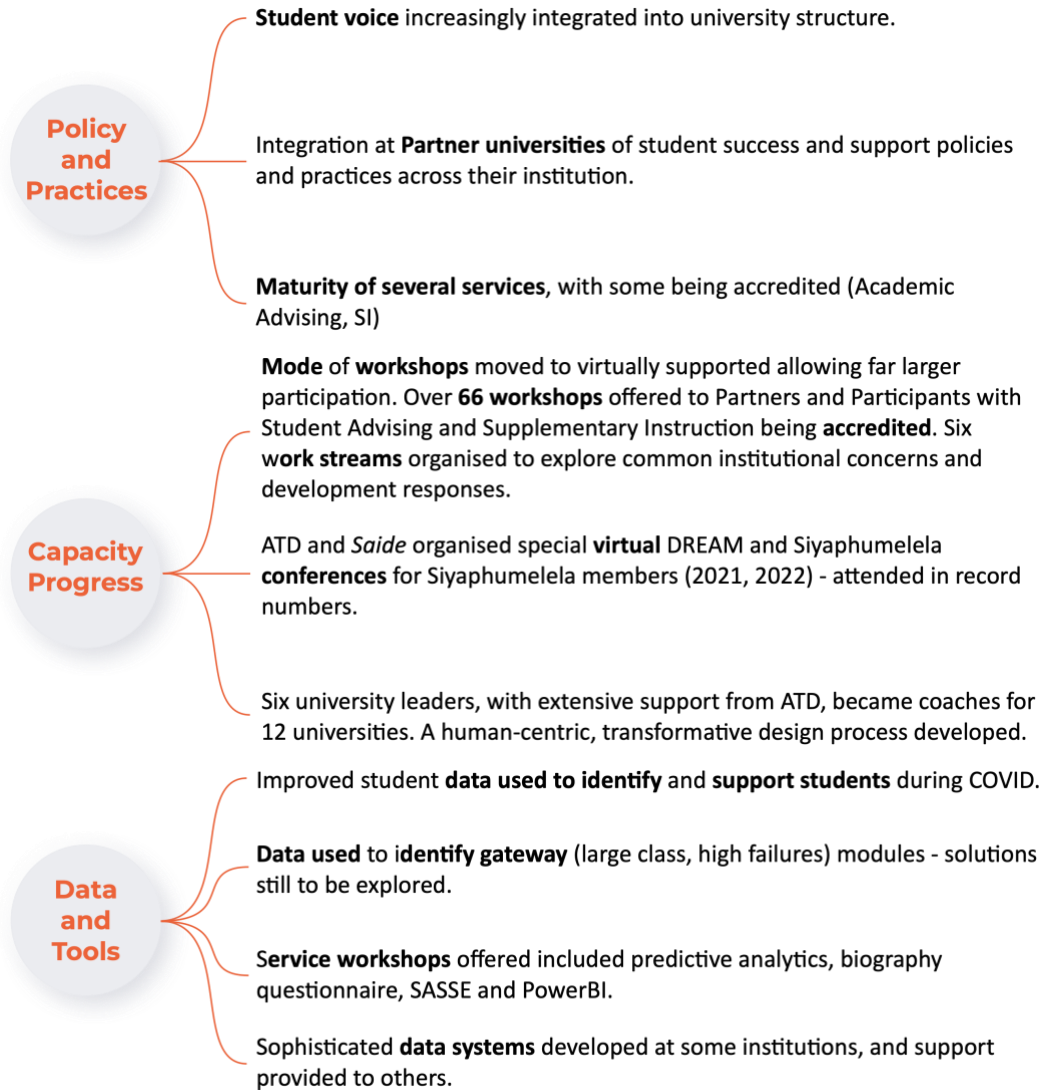 Policy
and
Practices
Student voice increasingly integrated into university structure.
Integration at Partner universities of student success and support policies
and practices across their institution.
Maturity of several services, with some being accredited (Academic
Advising, SI)
Capacity
Progress
Mode of workshops moved to virtually supported allowing far larger
participation. Over 66 workshops offered to Partners and Participants with
Student Advising and Supplementary Instruction being accredited. Six
work streams organised to explore common institutional concerns and
development responses.
ATD and Saide organised special virtual DREAM and Siyaphumelela
conferences for Siyaphumelela members (2021, 2022) - attended in record
numbers.
Six university leaders, with extensive support from ATD, became coaches for
12 universities. A human-centric, transformative design process developed.
Data
and
Tools
Improved student data used to identify and support students during COVID.
Data used to identify gateway (large class, high failures) modules - solutions
still to be explored.
Service workshops offered included predictive analytics, biography
questionnaire, SASSE and PowerBI.
Sophisticated data systems developed at some institutions, and support
provided to others.